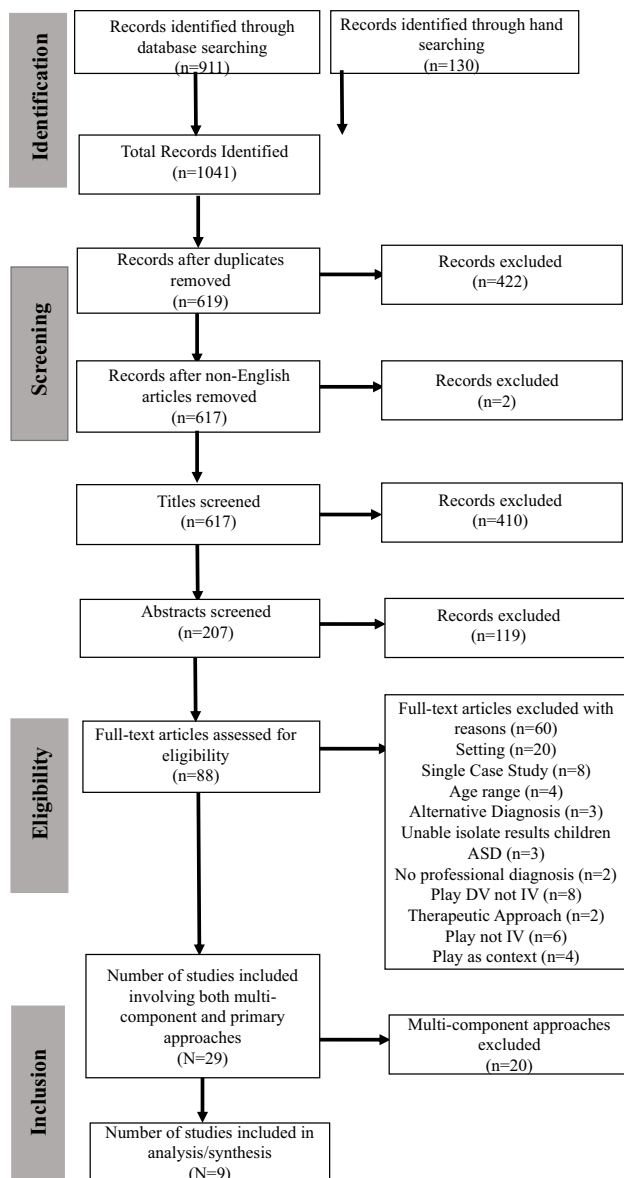 Identification
Records identified through
database searching
(n=911)
Records identified through hand
searching
(n=130)
Total Records Identified
(n=1041)
Screening
Records after duplicates
removed
(n=619)
Records excluded
(n=422)
Records after non-English
articles removed
(n=617)
Records excluded
(n=2)
Titles screened
(n=617)
Records excluded
(n=410)
Abstracts screened
(n=207)
Records excluded
(n=119)
Eligibility
Full-text articles assessed for
eligibility
(n=88)
Full-text articles excluded with
reasons (n=60)
Setting (n=20)
Single Case Study (n=8)
Age range (n=4)
Alternative Diagnosis (n=3)
Unable isolate results children
ASD (n=3)
No professional diagnosis (n=2)
Play DV not IV (n=8)
Therapeutic Approach (n=2)
Play not IV (n=6)
Play as context (n=4)
Inclusion
Number of studies included
involving both multi-
component and primary
approaches
(N=29)
Multi-component approaches
excluded
(n=20)
Number of studies included in
analysis/synthesis
(N=9)